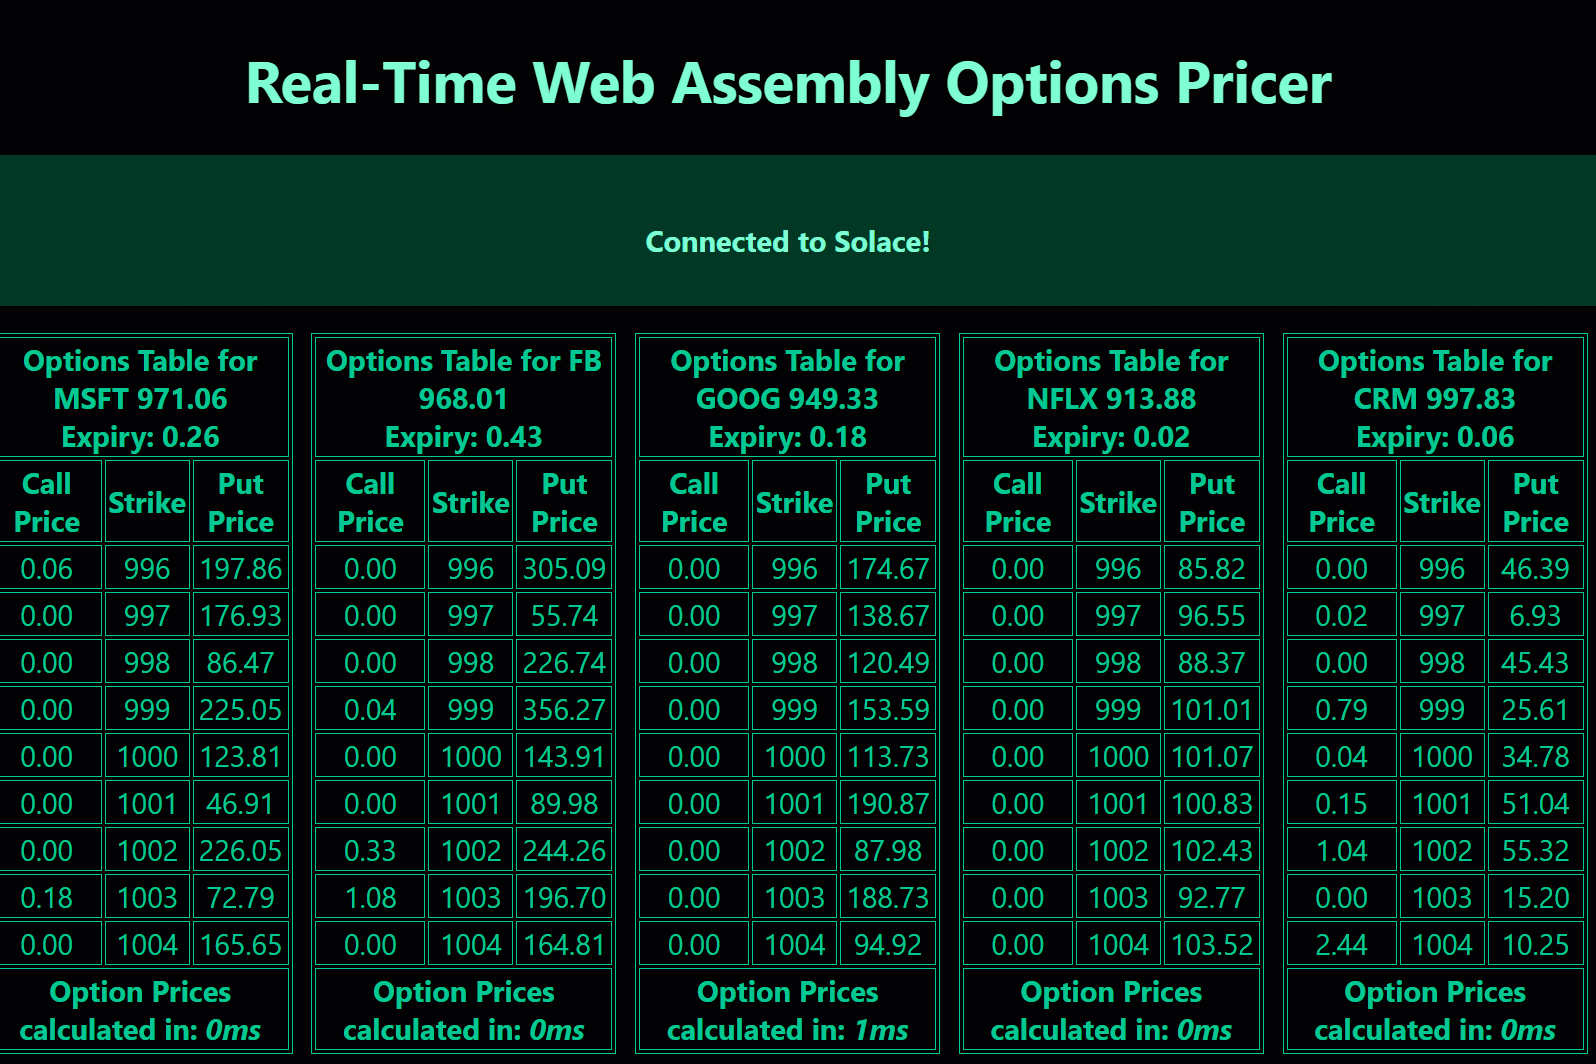 Real-Time Web Assembly Options Pricer
Connected to Solace!
Options Table for
MSFT 971.06
Expiry: 0.26
Call Price Strike Put Price
0.06 996 197.86
0.00 997 176.93
0.00 998 86.47
0.00 999 225.05
0.00 1000 123.81
0.00 1001 46.91
0.00 1002 226.05
0.18 1003 72.79
0.00 1004 165.65
Option Prices
calculated in: 0ms
Options Table for FB
968.01
Expiry: 0.43
Call Price Strike Put Price
0.00 996 305.09
0.00 997 55.74
0.00 998 226.74
0.04 999 356.27
0.00 1000 143.91
0.00 1001 89.98
0.33 1002 244.26
1.08 1003 196.70
0.00 1004 164.81
Option Prices
calculated in: 0ms
Options Table for
GOOG 949.33
Expiry: 0.18
Call Price Strike Put Price
0.00 996 174.67
0.00 997 138.67
0.00 998 120.49
0.00 999 153.59
0.00 1000 113.73
0.00 1001 190.87
0.00 1002 87.98
0.00 1003 188.73
0.00 1004 94.92
Option Prices
calculated in: 1ms
Options Table for
NFLX 913.88
Expiry: 0.02
Call Price Strike Put Price
0.00 996 85.82
0.00 997 96.55
0.00 998 88.37
0.00 999 101.01
0.00 1000 101.07
0.00 1001 100.83
0.00 1002 102.43
0.00 1003 92.77
0.00 1004 103.52
Option Prices
calculated in: 0ms
Options Table for
CRM 997.83
Expiry: 0.06
Call Price Strike Put Price
0.00 996 46.39
0.02 997 6.93
0.00 998 45.43
0.79 999 25.61
0.04 1000 34.78
0.15 1001 51.04
1.04 1002 55.32
0.00 1003 15.20
2.44 1004 10.25
Option Prices
calculated in: 0ms